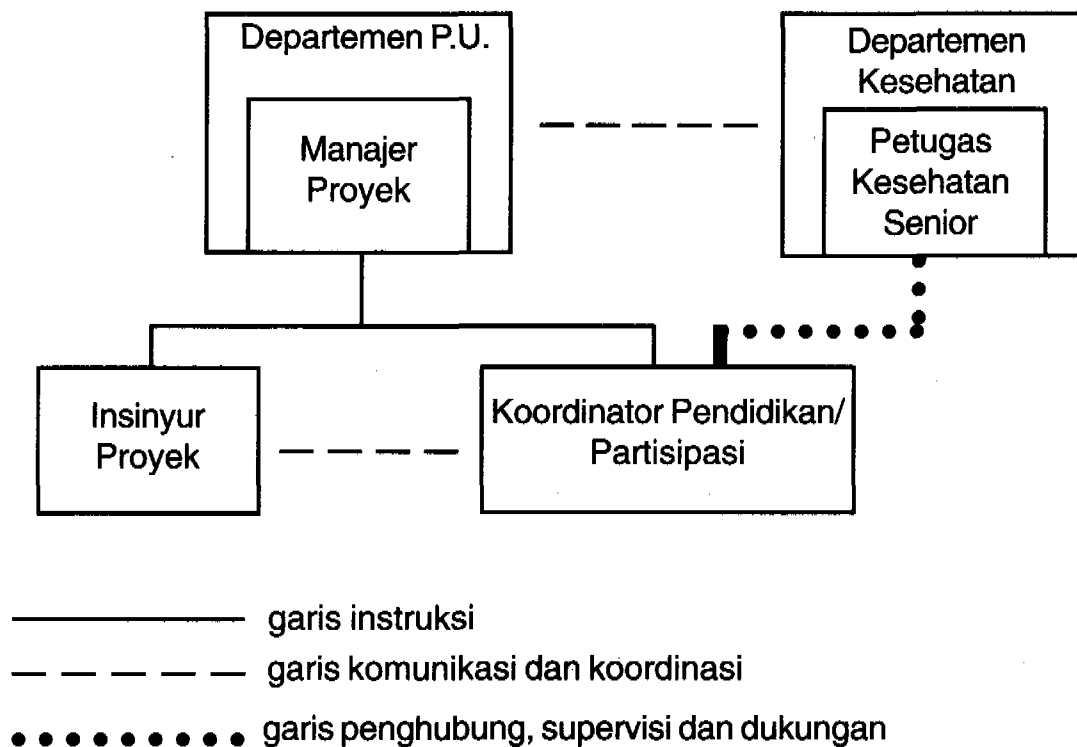 Departemen P.U.
Manajer
Proyek
Departemen
Kesehatan
Petugas
Kesehatan
Senior
Insinyur
Proyek
Koordinator Pendidikan/
Partisipasi
garis instruksi
garis komunikasi dan koordinasi
garis penghubung, supervisi dan dukungan